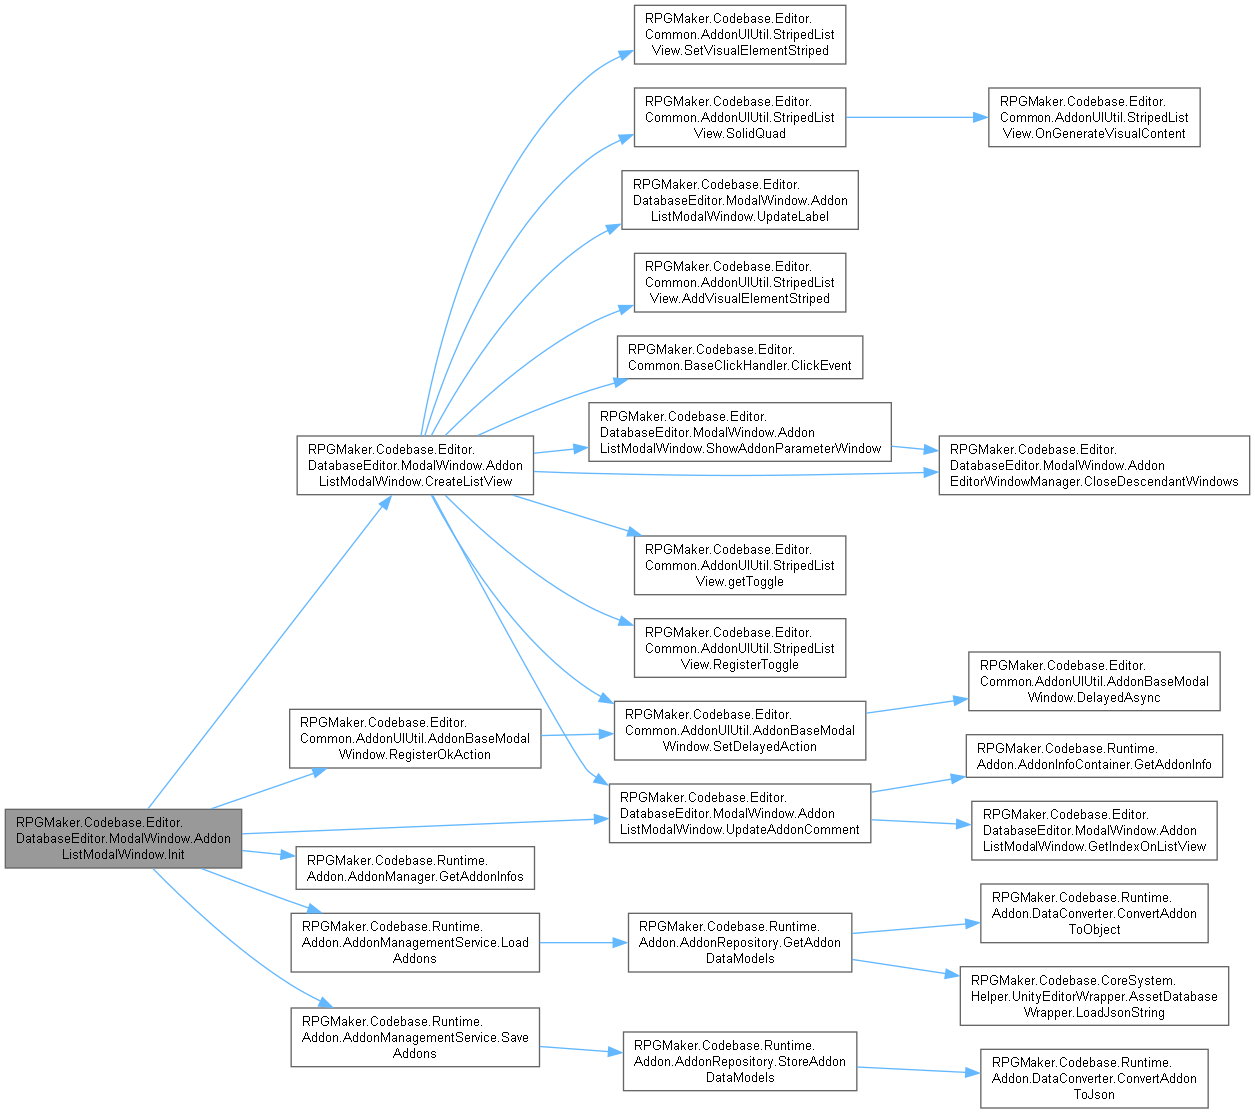 RPGMaker.Codebase.Editor.
Common.AddonUIUtil.StripedList
View.SetVisualElementStriped
RPGMaker.Codebase.Editor.
Common.AddonUIUtil.StripedList
View.SolidQuad
RPGMaker.Codebase.Editor.
Common.AddonUIUtil.StripedList
View.OnGenerateVisualContent
RPGMaker.Codebase.Editor.
DatabaseEditor.ModalWindow.Addon
ListModalWindow.UpdateLabel
RPGMaker.Codebase.Editor.
Common.AddonUIUtil.StripedList
View.AddVisualElementStriped
RPGMaker.Codebase.Editor.
Common.BaseClickHandler.ClickEvent
RPGMaker.Codebase.Editor.
DatabaseEditor.ModalWindow.Addon
ListModalWindow.ShowAddonParameterWindow
RPGMaker.Codebase.Editor.
DatabaseEditor.ModalWindow.Addon
ListModalWindow.CreateListView
RPGMaker.Codebase.Editor.
DatabaseEditor.ModalWindow.Addon
EditorWindowManager.CloseDescendantWindows
RPGMaker.Codebase.Editor.
Common.AddonUIUtil.StripedList
View.getToggle
RPGMaker.Codebase.Editor.
Common.AddonUIUtil.StripedList
View.RegisterToggle
RPGMaker.Codebase.Editor.
Common.AddonUIUtil.AddonBaseModal
Window.DelayedAsync
RPGMaker.Codebase.Editor.
Common.AddonUIUtil.AddonBaseModal
Window.RegisterOkAction
RPGMaker.Codebase.Editor.
Common.AddonUIUtil.AddonBaseModal
Window.SetDelayedAction
RPGMaker.Codebase.Runtime.
Addon.AddonInfoContainer.GetAddonInfo
RPGMaker.Codebase.Editor.
DatabaseEditor.ModalWindow.Addon
ListModalWindow.UpdateAddonComment
RPGMaker.Codebase.Editor.
DatabaseEditor.ModalWindow.Addon
ListModalWindow.GetIndexOnListView
RPGMaker.Codebase.Editor.
DatabaseEditor.ModalWindow.Addon
ListModalWindow.Init
RPGMaker.Codebase.Runtime.
Addon.AddonManager.GetAddonInfos
RPGMaker.Codebase.Runtime.
Addon.AddonManagementService.Load
Addons
RPGMaker.Codebase.Runtime.
Addon.AddonRepository.GetAddon
DataModels
RPGMaker.Codebase.Runtime.
Addon.DataConverter.ConvertAddon
ToObject
RPGMaker.Codebase.CoreSystem.
Helper.UnityEditorWrapper.AssetDatabase
Wrapper.LoadJsonString
RPGMaker.Codebase.Runtime.
Addon.AddonManagementService.Save
Addons
RPGMaker.Codebase.Runtime.
Addon.AddonRepository.StoreAddon
DataModels
RPGMaker.Codebase.Runtime.
Addon.DataConverter.ConvertAddon
ToJson